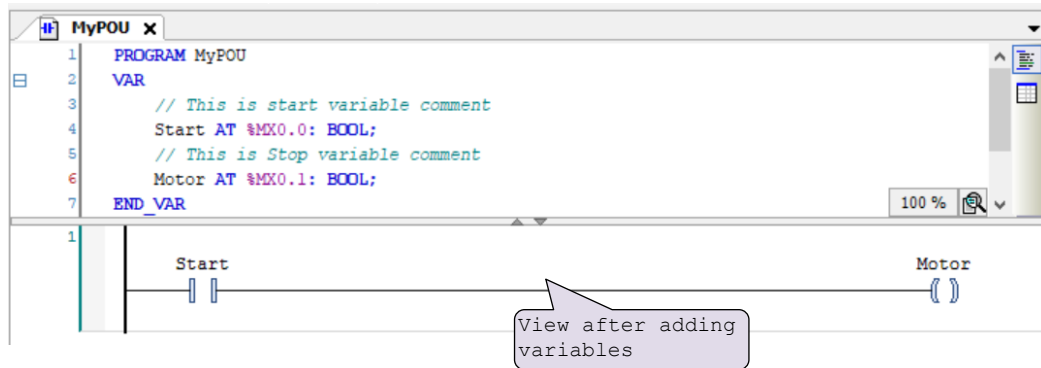 MyPOU X
1 PROGRAM MyPOU
2 VAR
3 // This is start variable comment
4 Start AT %MX0.0: BOOL;
5 // This is Stop variable comment
6 Motor AT %MX0.1: BOOL;
7 END_VAR
100 %
1
Start Motor
View after adding
variables